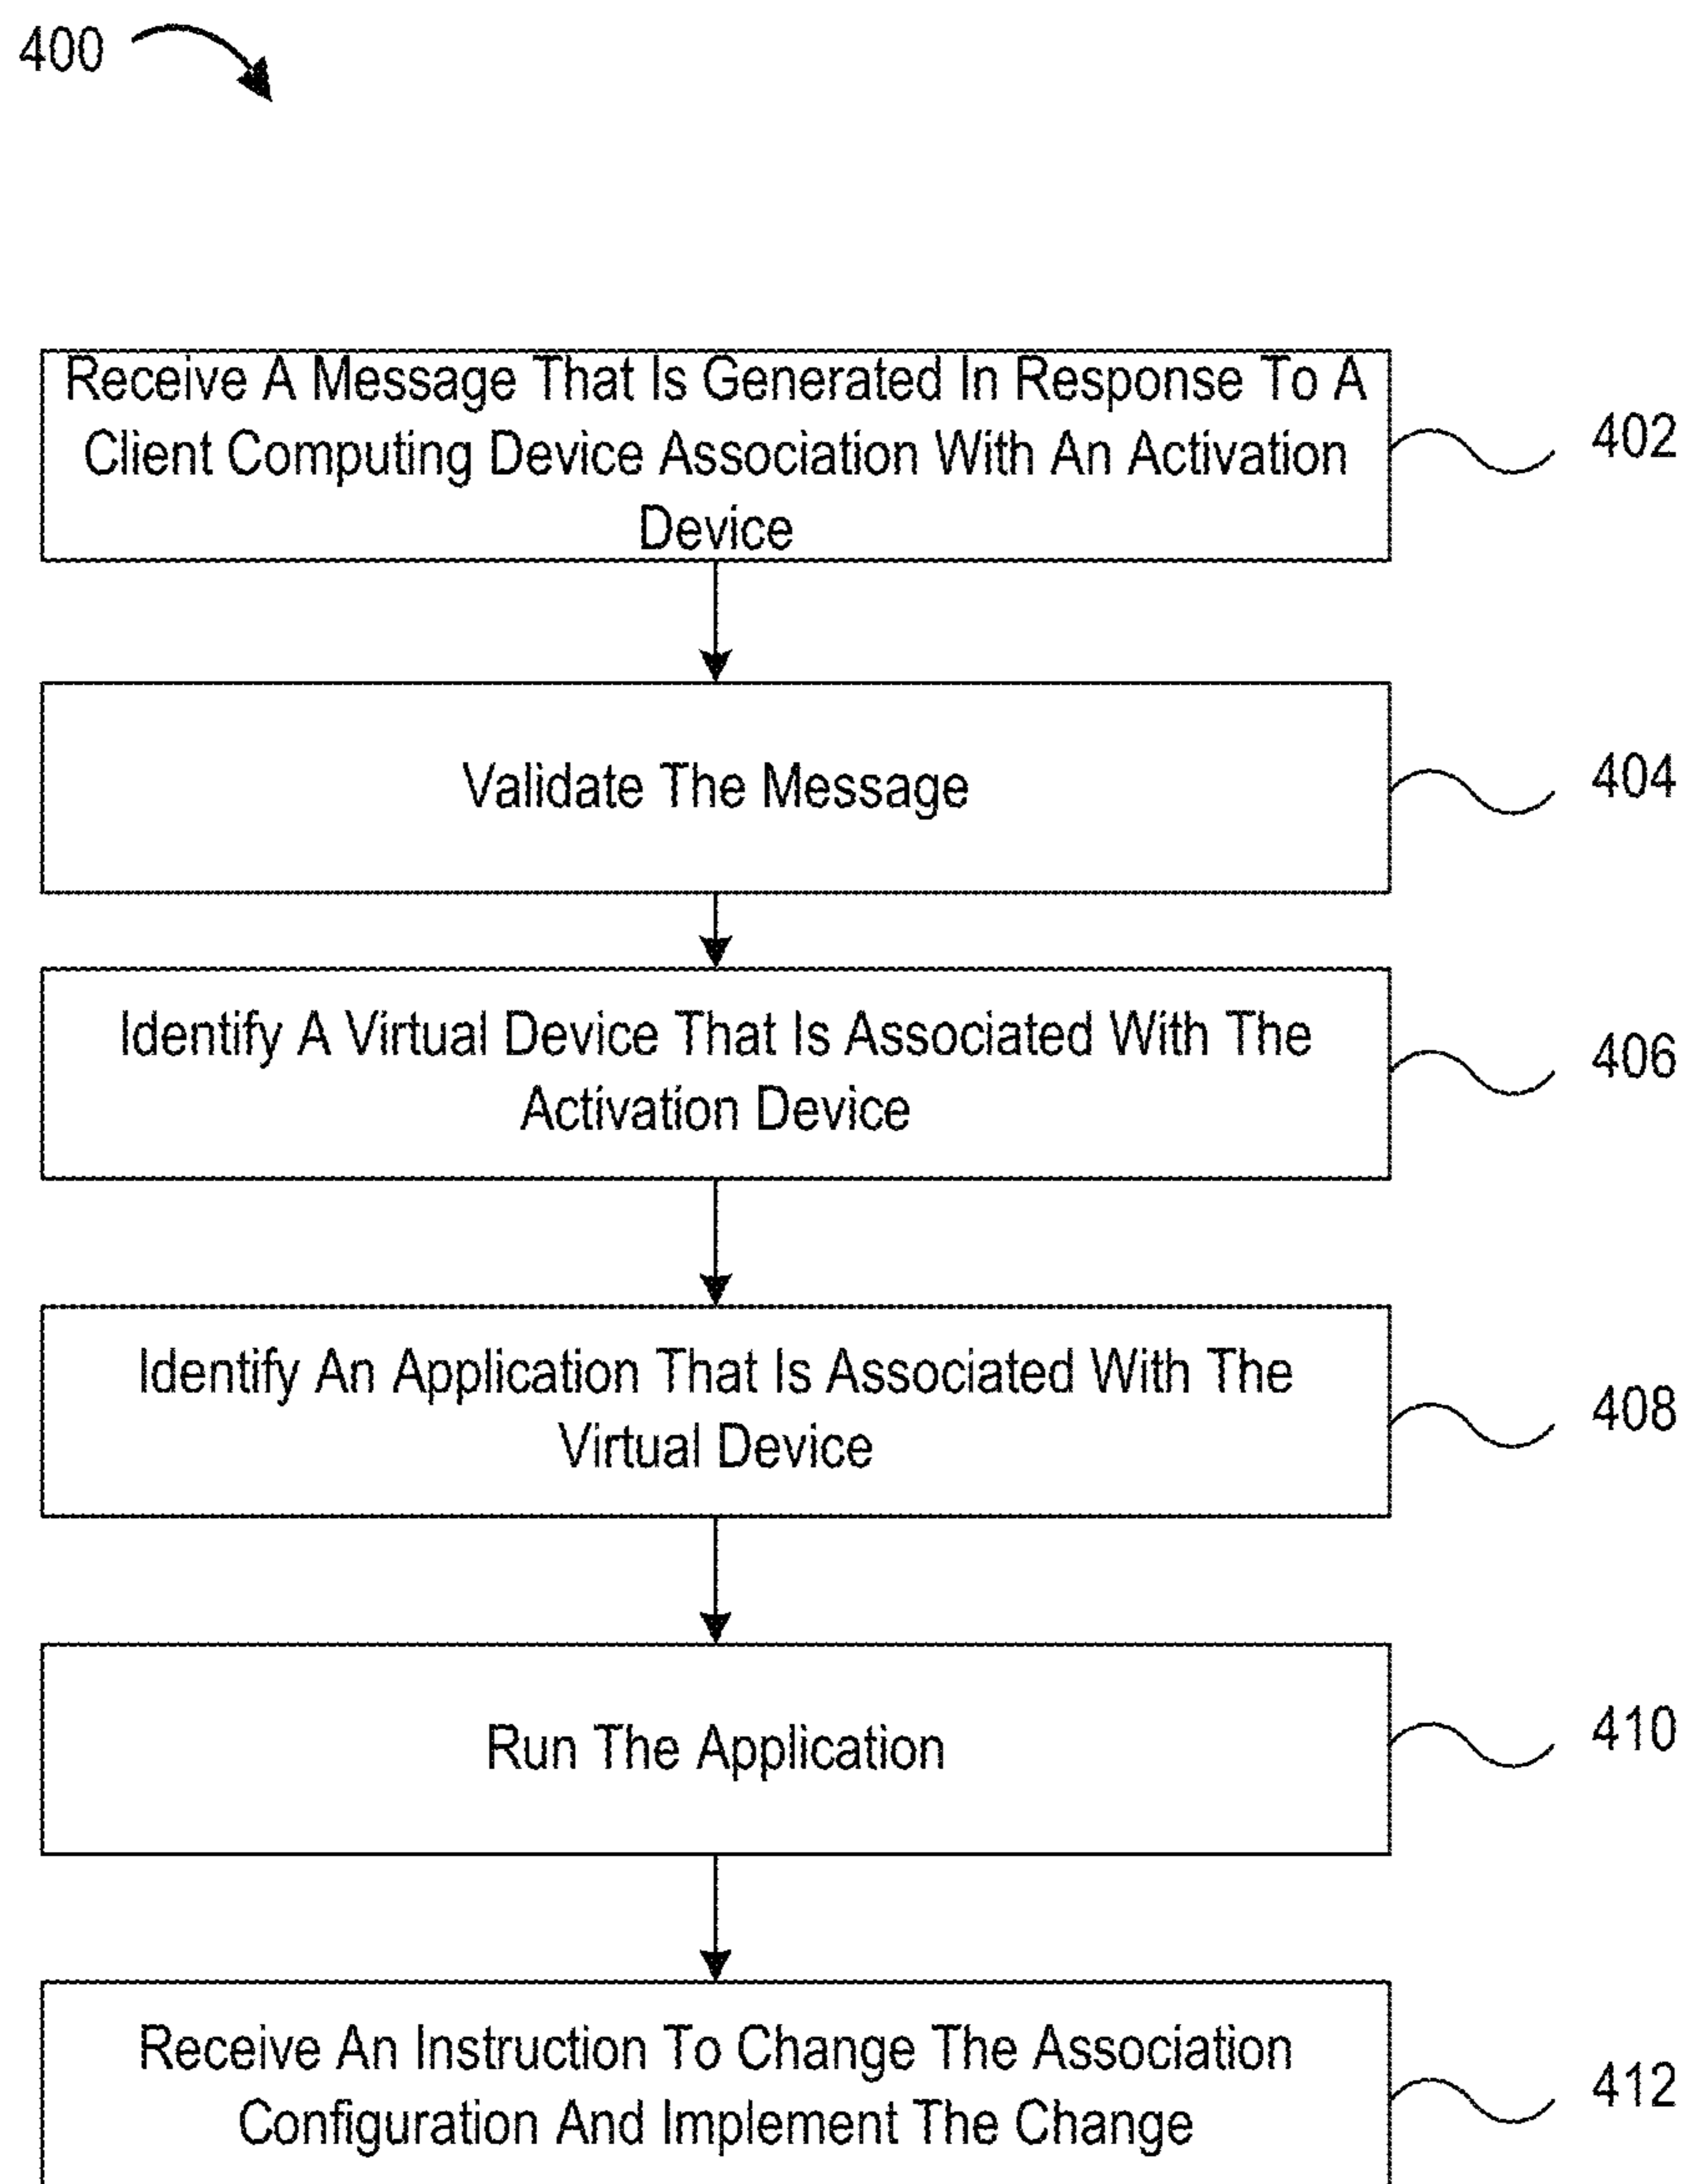 400
Receive A Message That Is Generated In Response To A
Client Computing Device Association With An Activation
Device
402
Validate The Message
404
Identify A Virtual Device That Is Associated With The
Activation Device
406
Identify An Application That Is Associated With The
Virtual Device
408
Run The Application
410
Receive An Instruction To Change The Association
Configuration And Implement The Change
412